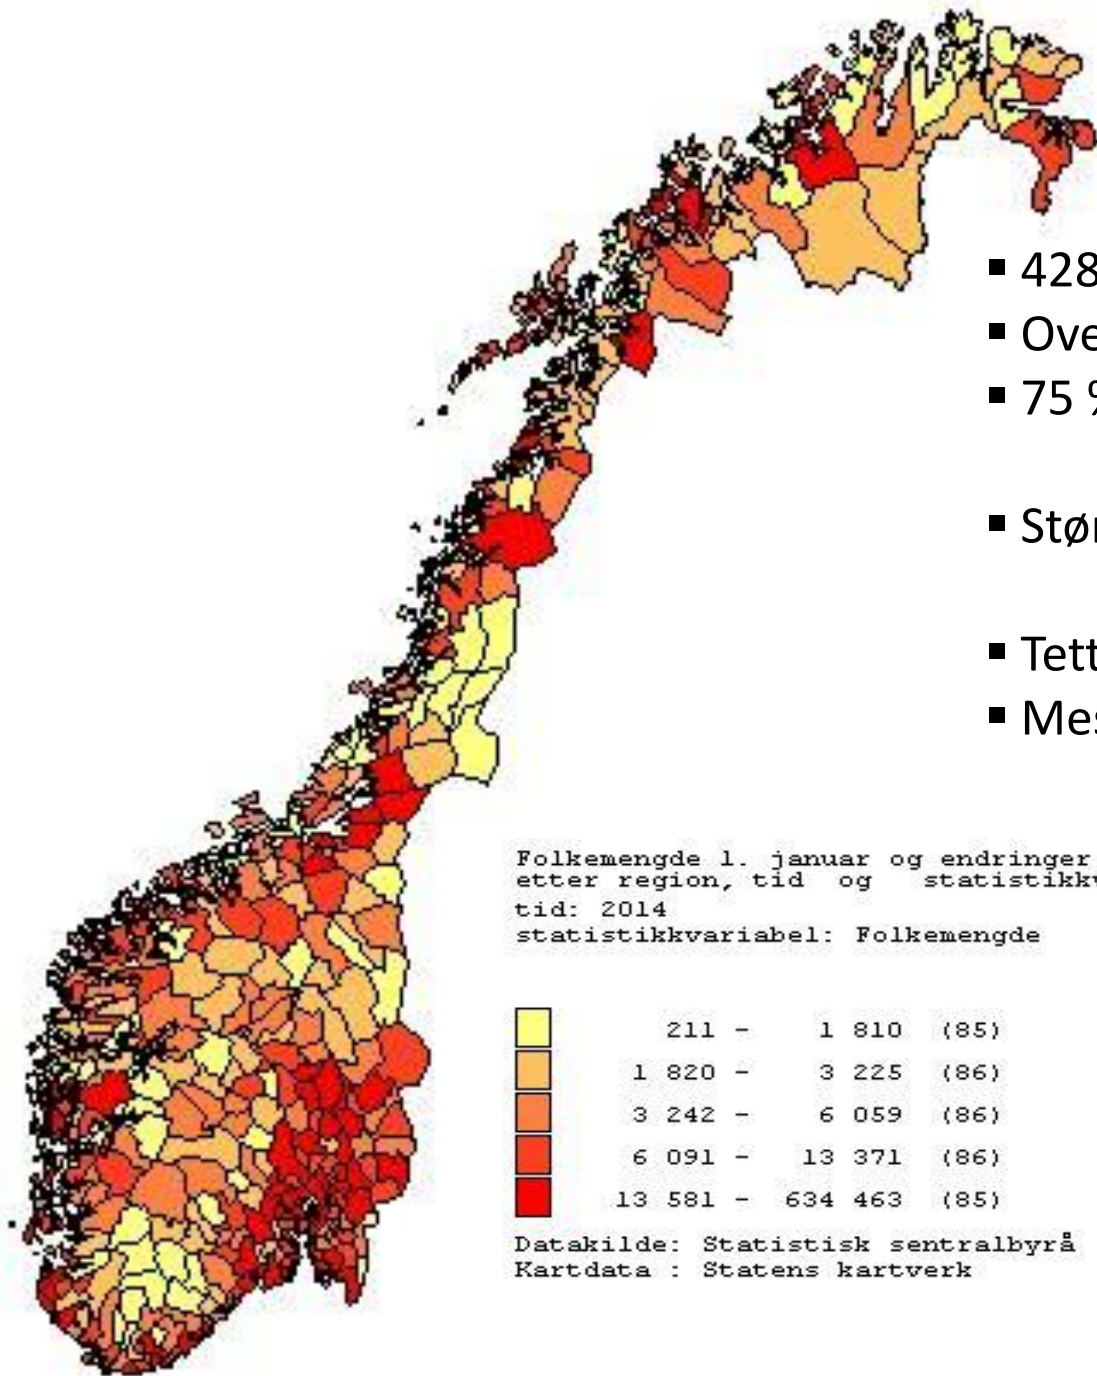 ▪ 428
▪ Ove
▪ 75 %
▪ Stør
▪ Tett
▪ Mes
Folkemengde 1. januar og endringer
etter region, tid og statistikkv
tid: 2014
statistikkvariabel: Folkemengde
211 - 1 810 (85)
1 820 - 3 225 (86)
3 242 - 6 059 (86)
6 091 - 13 371 (86)
13 581 - 634 463 (85)
Datakilde: Statistisk sentralbyrå
Kartdata : Statens kartverk